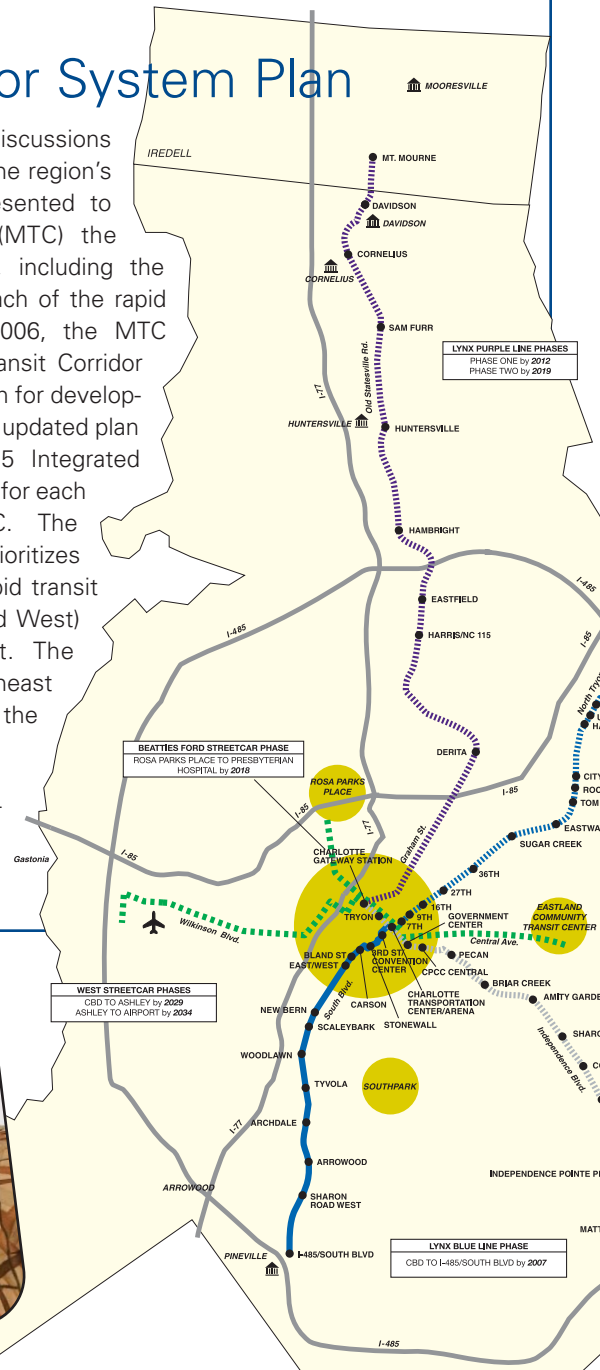 or System Plan
iscussions
he region's
esented to
(MTC) the
including the
ach of the rapid
2006, the MTC
ransit Corridor
n for develop-
updated plan
5 Integrated
for each
C. The
ioritizes
pid transit
d West)
t. The
heast
the
MOORESVILLE
IREDELL
MT. MOURNE
DAVIDSON
DAVIDSON
CORNELIUS
CORNELIUS
SAM FURR
LYNX PURPLE LINE PHASES
PHASE ONE by 2012
PHASE TWO by 2019
I-77
Old Statesville Rd.
HUNTERSVILLE
HUNTERSVILLE
HAMBRIGHT
I-485
EASTFIELD
I-485
HARRIS/NC 115
I-85
North Tryo
U
HA
DERITA
BEATTIES FORD STREETCAR PHASE
ROSA PARKS PLACE TO PRESBYTERIAN
HOSPITAL by 2018
ROSA PARKS
PLACE
CITY
ROC
TOM
I-85
I-85
I-77
EASTWA
SUGAR CREEK
Graham St.
CHARLOTTE
GATEWAY STATION
Gastonia
I-85
36TH
27TH
16TH
9TH
7TH
TRYON
GOVERNMENT
CENTER
EASTLAND
COMMUNITY
TRANSIT CENTER
Wilkinson Blvd.
Central Ave.
BLAND ST
EAST/WEST
3RD ST/
CONVENTION
CENTER
PECAN
CPCC CENTRAL
BRIAR CREEK
AMITY GARDE
WEST STREETCAR PHASES
CBD TO ASHLEY by 2029
ASHLEY TO AIRPORT by 2034
South Blvd.
CARSON
CHARLOTTE
TRANSPORTATION
CENTER/ARENA
STONEWALL
NEW BERN
SCALEYBARK
Independence Blvd.
SHARO
WOODLAWN
CO
TYVOLA
SOUTHPARK
I-77
ARCHDALE
ARROWOOD
INDEPENDENCE POINTE P
ARROWOOD
SHARON
ROAD WEST
MATT
PINEVILLE
I-485/SOUTH BLVD
LYNX BLUE LINE PHASE
CBD TO I-485/SOUTH BLVD by 2007
I-485